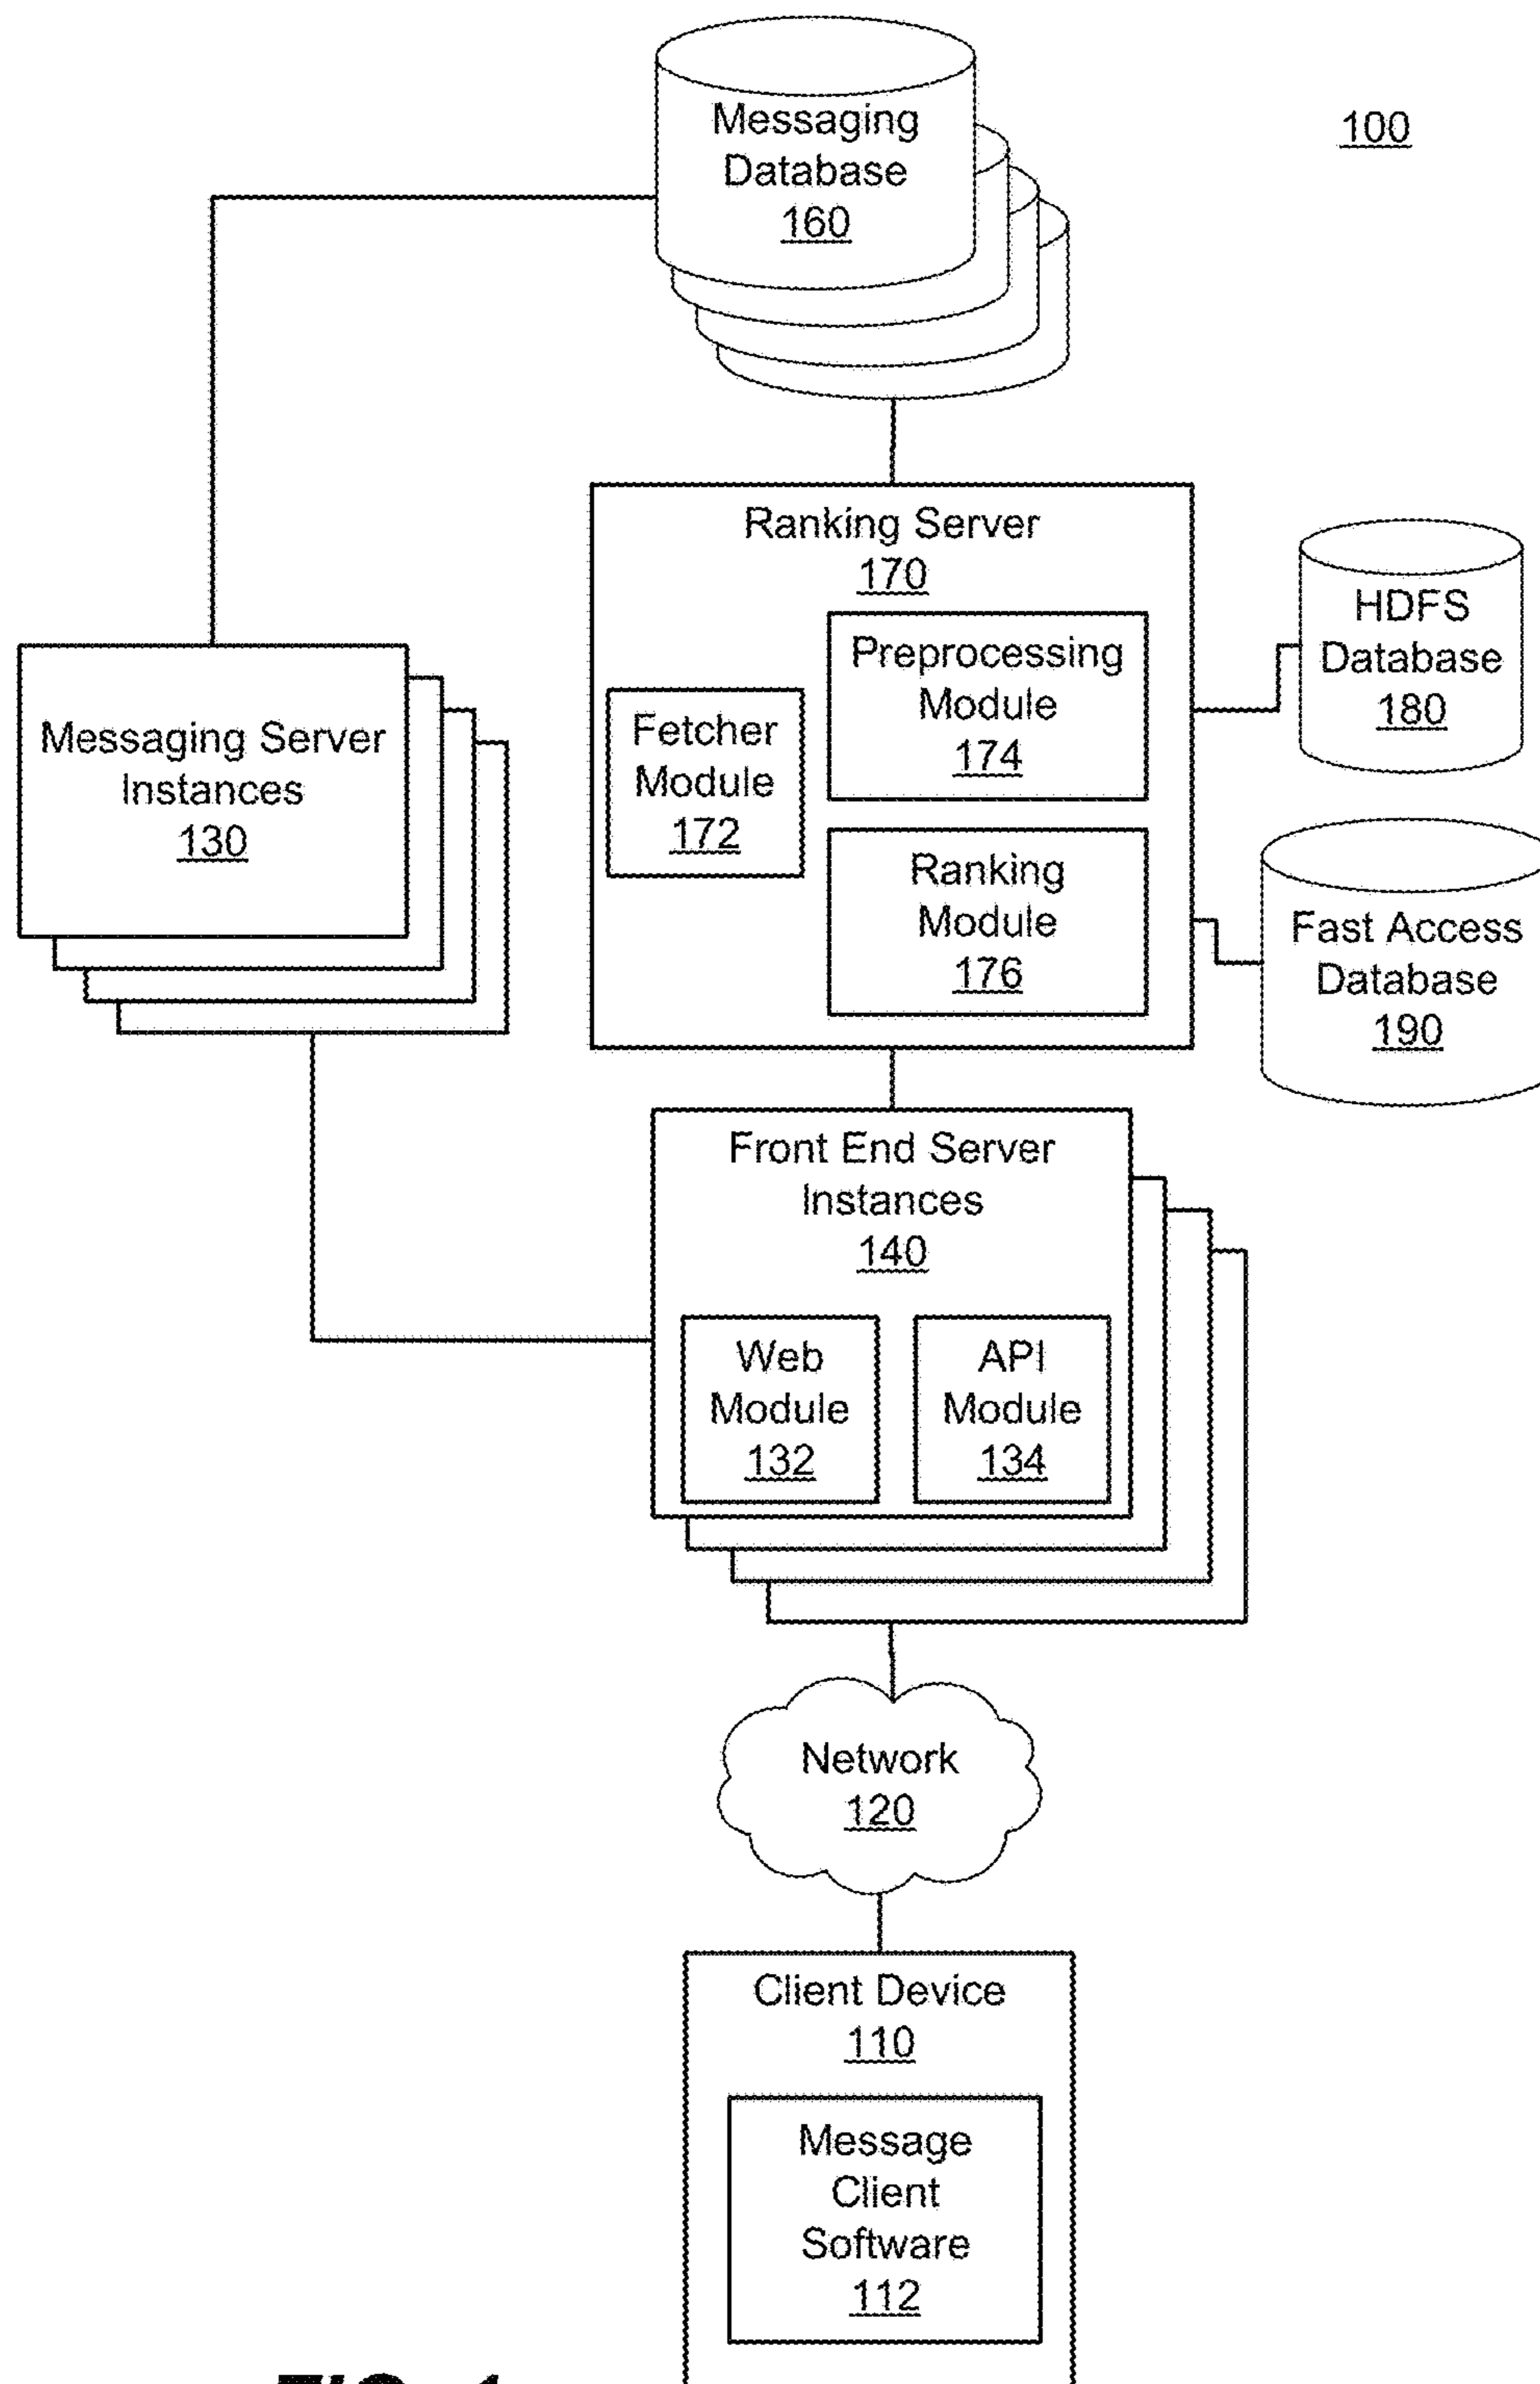 Messaging
Database
160
100
Ranking Server
170
Preprocessing
Module
174
Fetcher
Module
172
Ranking
Module
176
HDFS
Database
180
Fast Access
Database
190
Messaging Server
Instances
130
Front End Server
Instances
140
Web
Module
132
API
Module
134
Network
120
Client Device
110
Message
Client
Software
112